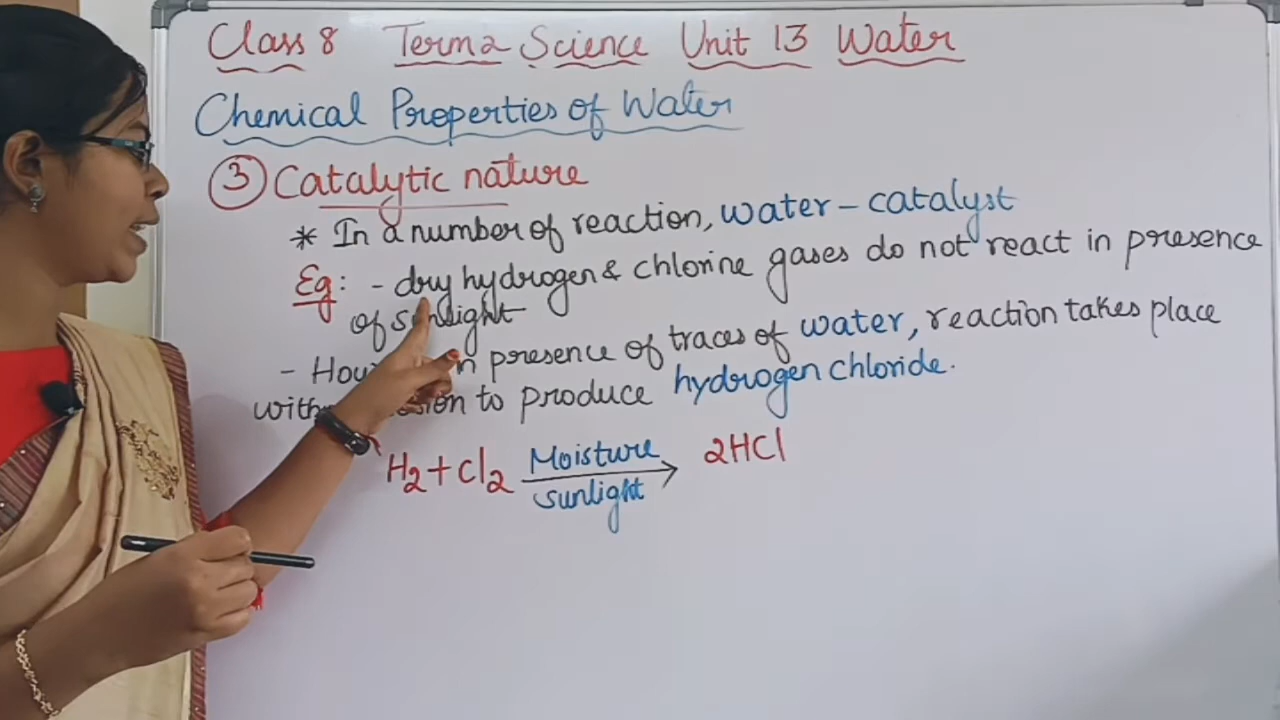 Class 8 Term 2 Science Unit 13 Water
Chemical Properties of Water
③ Catalytic nature
* In a number of reaction, water - catalyst
Eg: - dry hydrogen & chlorine gases do not react in presence
of sunlight
- presence of traces of water, reaction takes place
to produce hydrogen chloride.
H2 + Cl2 Moisture sunlight → 2HCl